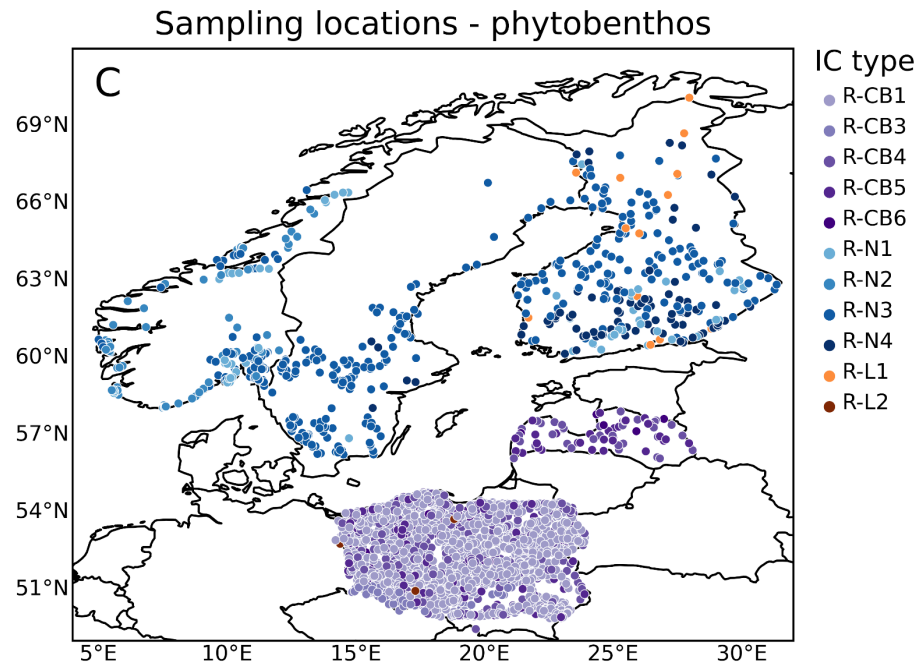 Sampling locations - phytobenthos
C
IC type
R-CB1
R-CB3
R-CB4
R-CB5
R-CB6
R-N1
R-N2
R-N3
R-N4
R-L1
R-L2
69°N
66°N
63°N
60°N
57°N
54°N
51°N
5°E 10°E 15°E 20°E 25°E 30°E